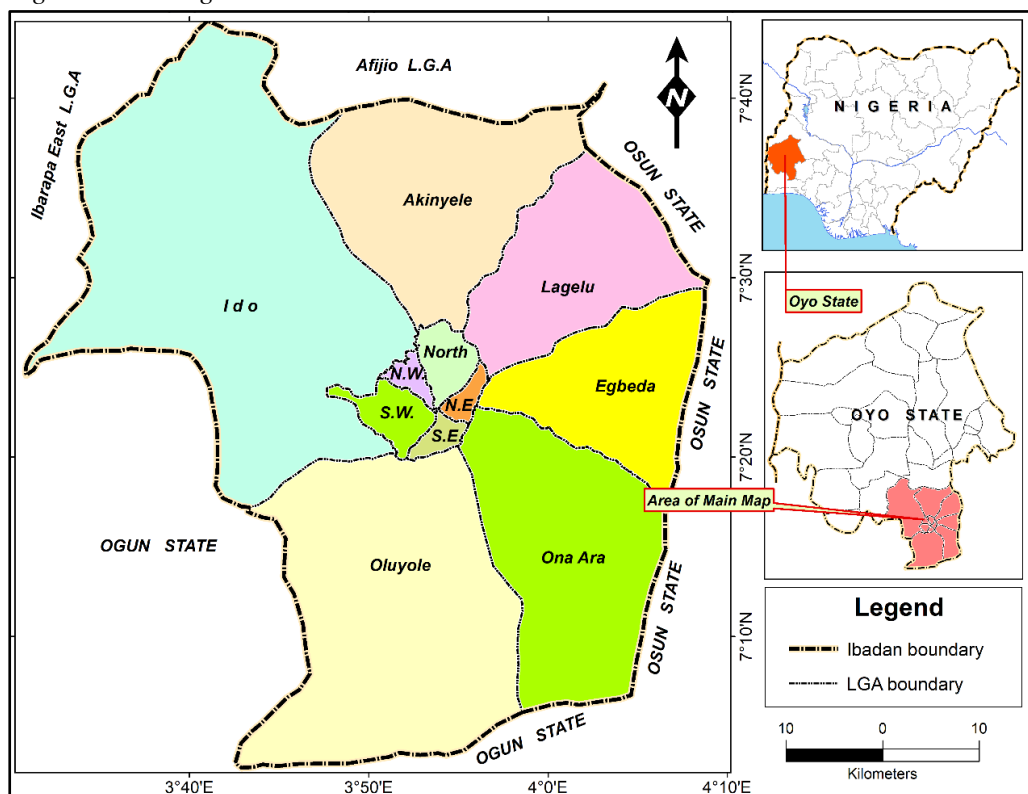 Afijio L.G.A
Ibarapa East L.G.A
N
OSUN STATE
Akinyele
Lagelu
I d o
North
N.W.
N.E.
Egbeda
S.W.
S.E.
OSUN STATE
OGUN STATE
Oluyole
Ona Ara
OSUN STATE
OGUN STATE
7°40'N
7°30'N
7°20'N
7°10'N
3°40'E
3°50'E
4°0'E
4°10'E
NIGERIA
Oyo State
OYO STATE
Area of Main Map
Legend
Ibadan boundary
LGA boundary
10 0 10
Kilometers